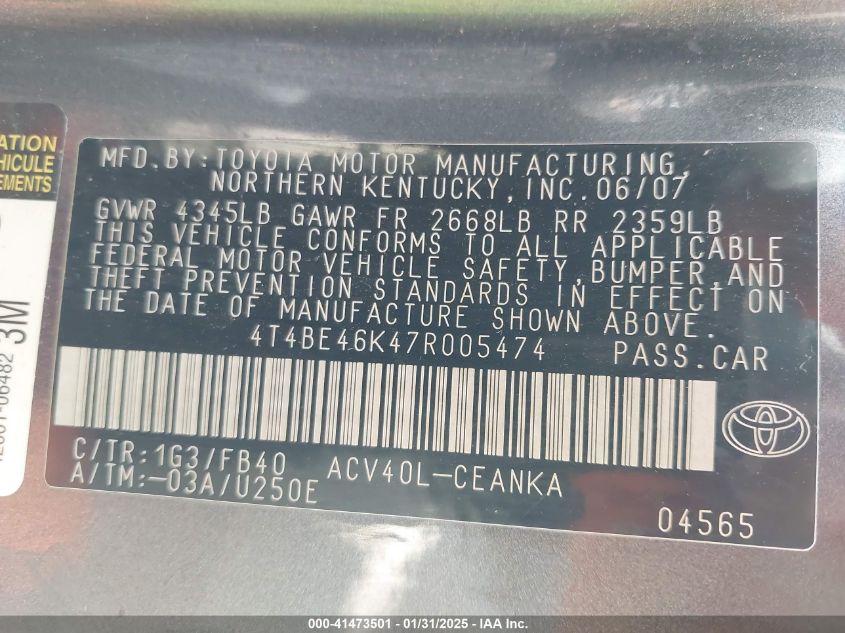 ATION
VEHICULE
EMENTS
3M
MFD.BY:TOYOTA MOTOR MANUFACTURING,
NORTHERN KENTUCKY,INC.06/07
GVWR 4345LB GAWR FR 2668LB RR 2359LB
THIS VEHICLE CONFORMS TO ALL APPLICABLE
FEDERAL MOTOR VEHICLE SAFETY,BUMPER,AND
THEFT PREVENTION STANDARDS IN EFFECT ON
THE DATE OF MANUFACTURE SHOWN ABOVE.
4T4BE46K47R005474 PASS.CAR
C/TR:1G3/FB40 ACV40L-CEANKA
A/TM:-03A/U250E
04565
000-41473501 - 01/31/2025 - IAA Inc.